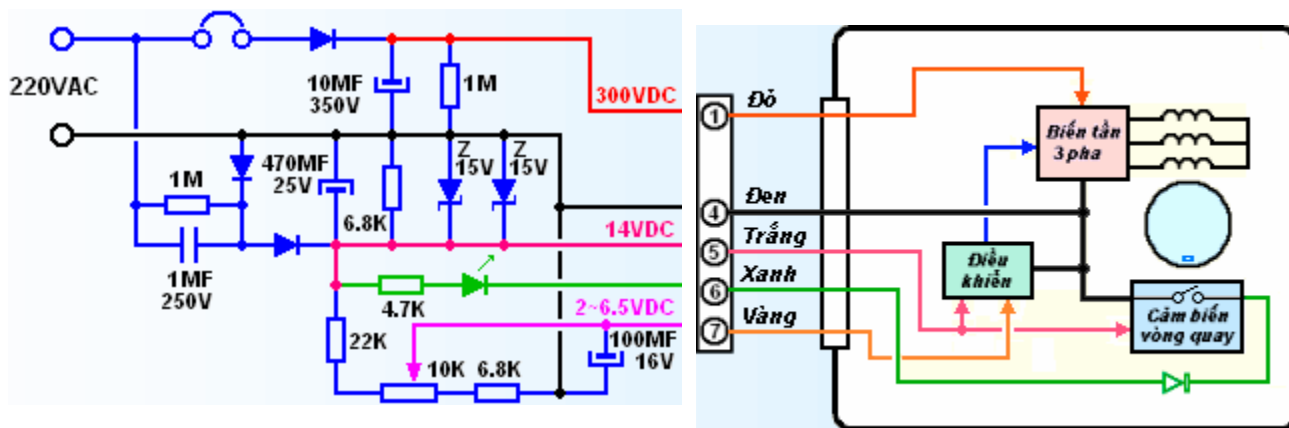 220VAC
10MF
350V
1M
300VDC
470MF
25V
Z
15V
Z
15V
1M
6.8K
14VDC
1MF
250V
4.7K
2~6.5VDC
22K
10K
6.8K
100MF
16V
1
Đỏ
Biến tần
3 pha
4
Đen
5
Trắng
6
Xanh
7
Vàng
Điều
khiển
Cảm biến
vòng quay